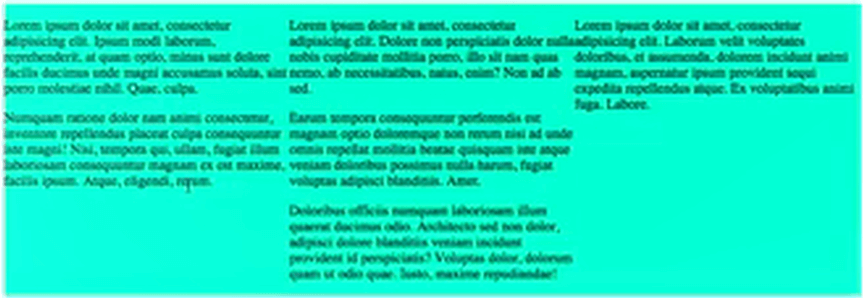 Lorem ipsum dolor sit amet, consectetur
adipisicing elit. Ipsum modi laborum,
reprehenderit, at quam optio, minus sunt dolore
facilis ducimus unde magni accusamus soluta, sint
porro molestiae nihil. Quae, culpa.
Numquam ratione dolor nam animi consectetur,
inventore repellendus placeat culpa consequuntur
iste magni! Nisi, tempora qui, ullam, fugiat illum
laboriosam consequuntur magnam ex est maxime,
facilis ipsum. Atque, eligendi, rerum.
Lorem ipsum dolor sit amet, consectetur
adipisicing elit. Dolore non perspiciatis dolor nulla
nobis cupiditate mollitia porro, illo sit nam quas
nemo, ab necessitatibus, natus, enim? Non ad ab
sed.
Earum tempora consequuntur perferendis est
magnam optio doloremque non rerum nisi ad unde
omnis repellat mollitia beatae quisquam iste atque
veniam doloribus possimus nulla harum, fugiat
voluptas adipisci blanditiis. Amet.
Doloribus officiis numquam laboriosam illum
quaerat ducimus odio. Architecto sed non dolor,
adipisci dolore blanditiis veniam incidunt
provident id perspiciatis? Voluptas dolor, dolorum
quam ut odio quae. Iusto, maxime repudiandae!
Lorem ipsum dolor sit amet, consectetur
adipisicing elit. Laborum velit voluptates
doloribus, et assumenda, dolorem incidunt animi
magnam, aspernatur ipsum provident sequi
expedita repellendus atque. Ex voluptatibus animi
fuga. Labore.